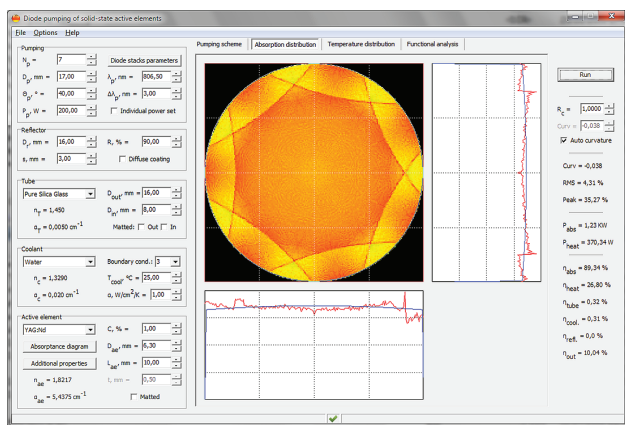 Diode pumping of solid-state active elements
File Options Help
Pumping
N_p = 7 Diode stacks parameters
D_p, mm = 17,00 λ_p, nm = 806,50
Θ_p, ° = 40,00 Δλ_p, nm = 3,00
P_p, W = 200,00 Individual power set
Reflector
D_r, mm = 16,00 R, % = 90,00
s, mm = 3,00 Diffuse coating
Tube
Pure Silica Glass D_out, mm = 16,00
D_in, mm = 8,00
n_T = 1,450
α_T = 0,0050 cm^-1 Matted: Out In
Coolant
Water Boundary cond.: 3
n_c = 1,3290 T_cool, °C = 25,00
α_c = 0,020 cm^-1 α, W/cm²/K = 1,00
Active element
YAG:Nd C, % = 1,00
Absorptance diagram D_ae, mm = 6,30
Additional properties L_ae, mm = 10,00
n_ae = 1,8217 t, mm = 0,50
α_ae = 5,4375 cm^-1 Matted
Pumping scheme Absorption distribution Temperature distribution Functional analysis
Run
R_c = 1,0000
Curv = -0,038
Auto curvature
Curv = -0,038
RMS = 4,31 %
Peak = 35,27 %
P_abs = 1,23 KW
P_heat = 370,34 W
η_abs = 89,34 %
η_heat = 26,80 %
η_tube = 0,32 %
η_cool. = 0,31 %
η_refl. = 0,0 %
η_out = 10,04 %